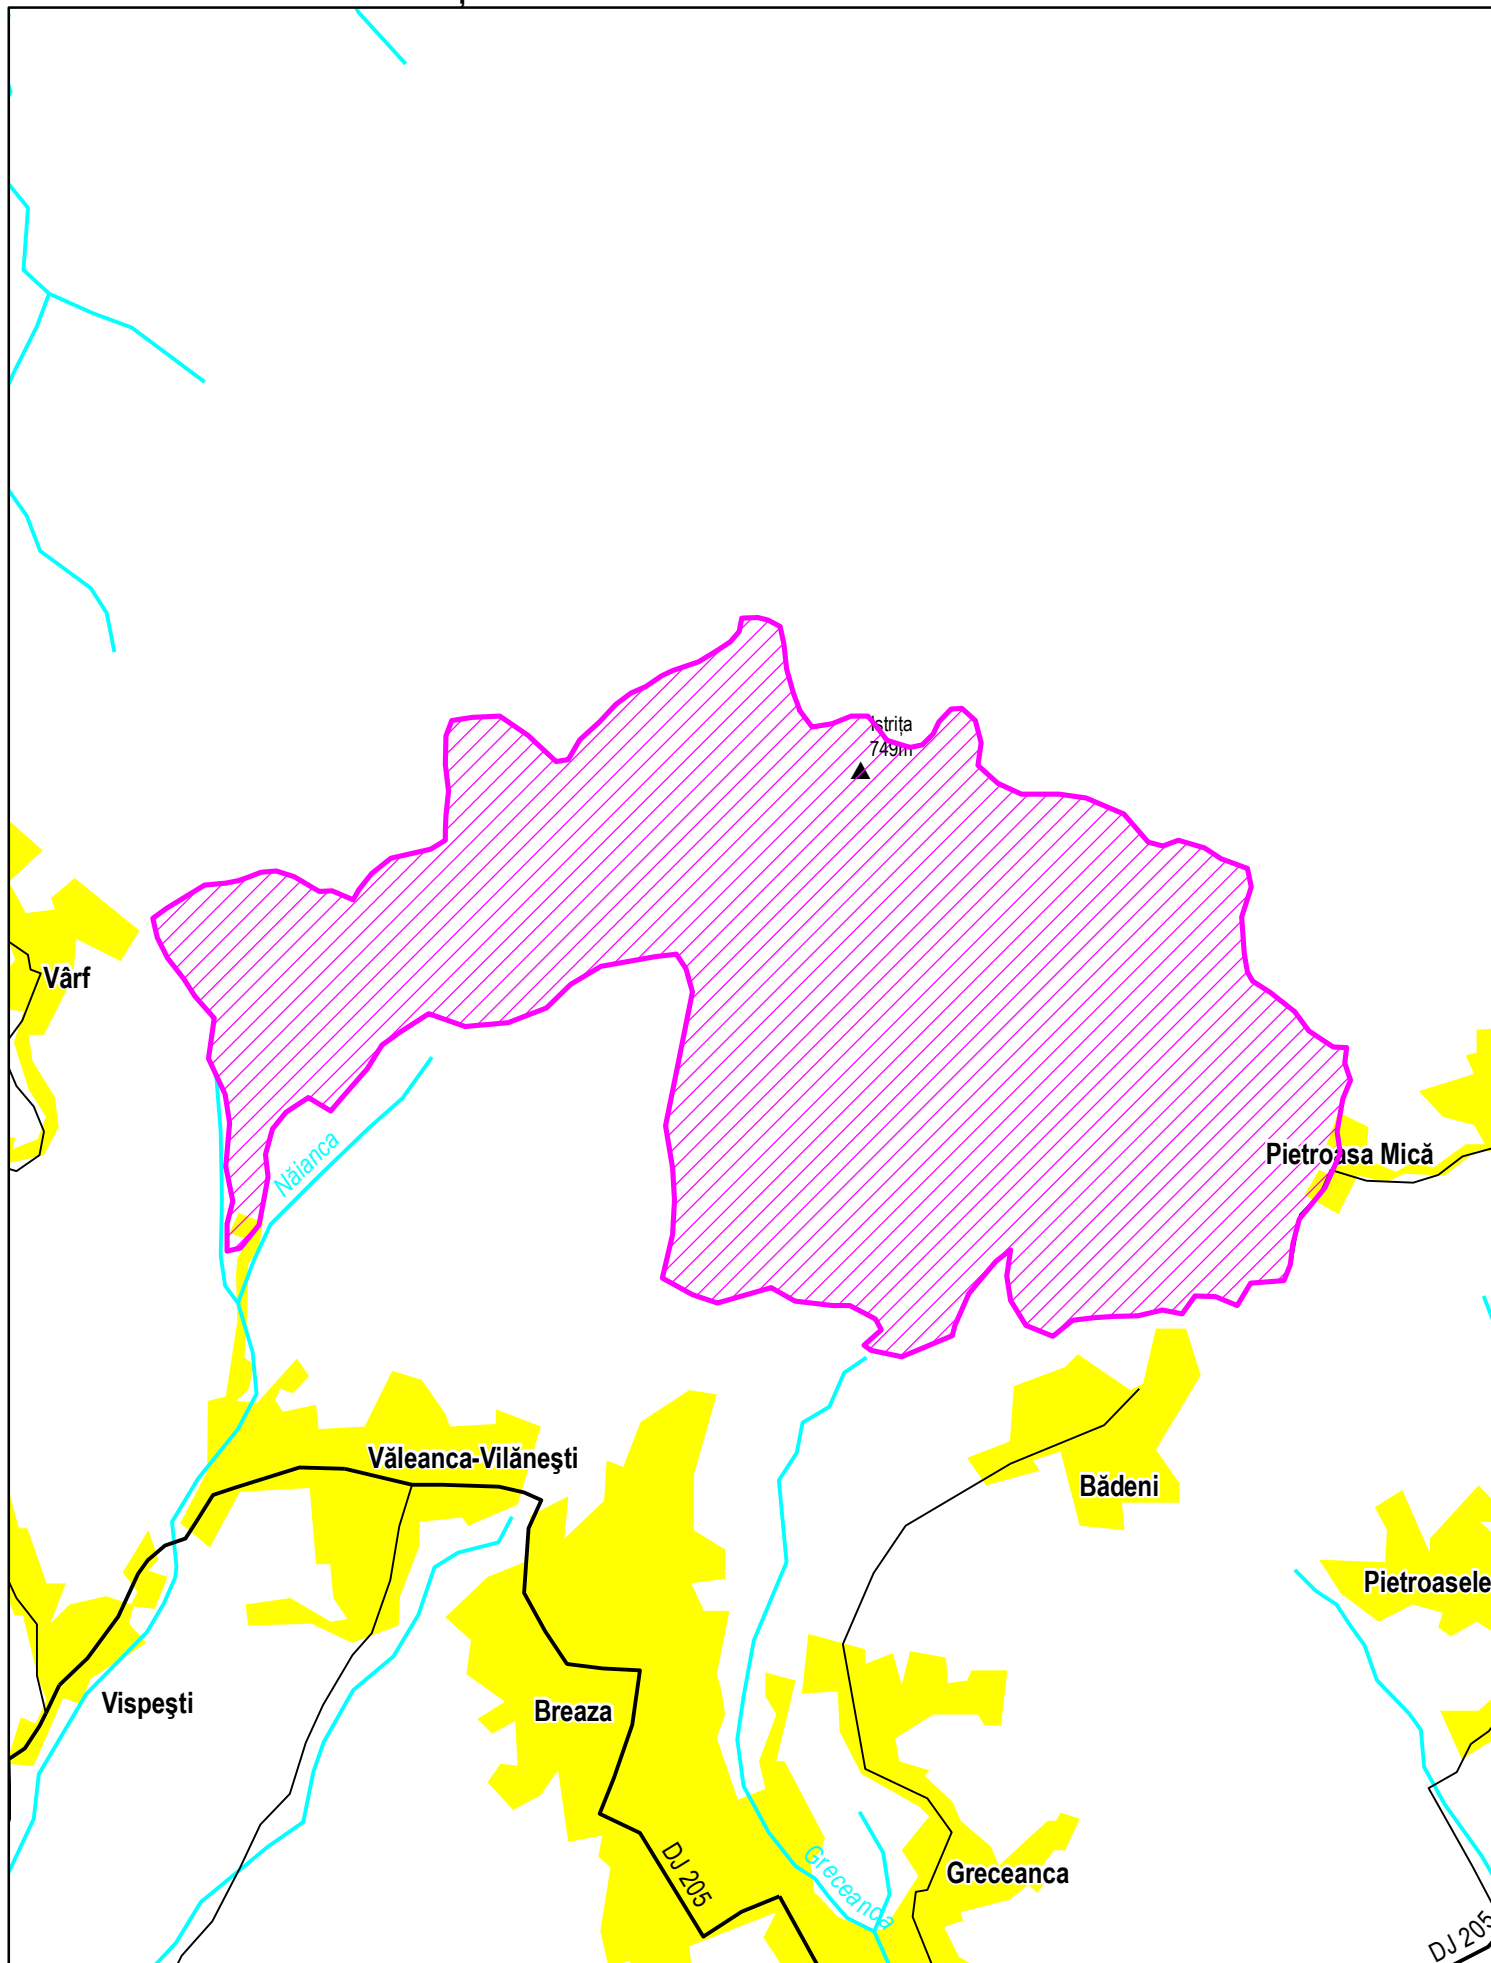 Istrița
749m
Vârf
Năianca
Pietroasa Mică
Văleanca-Vilăneşti
Bădeni
Pietroasele
Vispeşti
Breaza
DJ 205
Greceanca
Greceanca
DJ 205